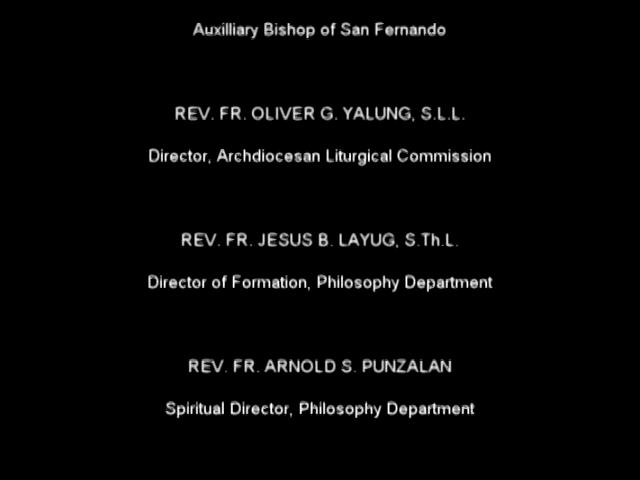 Auxilliary Bishop of San Fernando
REV. FR. OLIVER G. YALUNG, S.L.L.
Director, Archdiocesan Liturgical Commission
REV. FR. JESUS B. LAYUG, S.Th.L.
Director of Formation, Philosophy Department
REV. FR. ARNOLD S. PUNZALAN
Spiritual Director, Philosophy Department